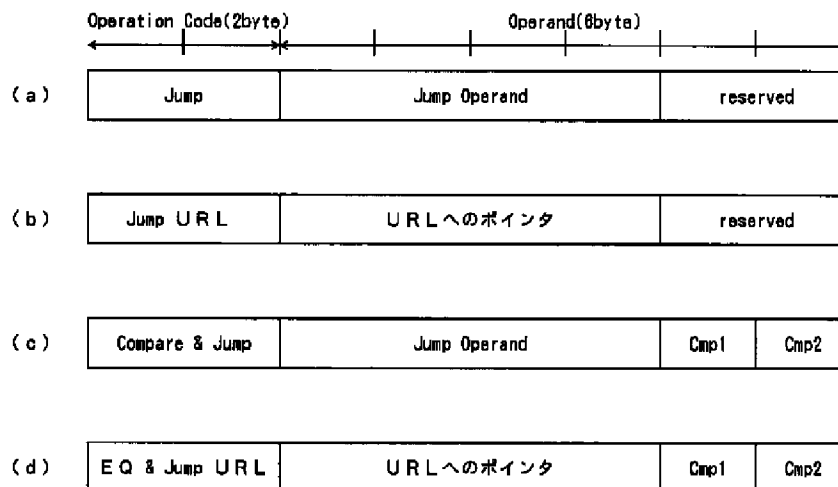 Operation Code(2byte) Operand(6byte)
(a) Jump Jump Operand reserved
(b) Jump URL URLへのポインタ reserved
(c) Compare & Jump Jump Operand Cmp1 Cmp2
(d) EQ & Jump URL URLへのポインタ Cmp1 Cmp2